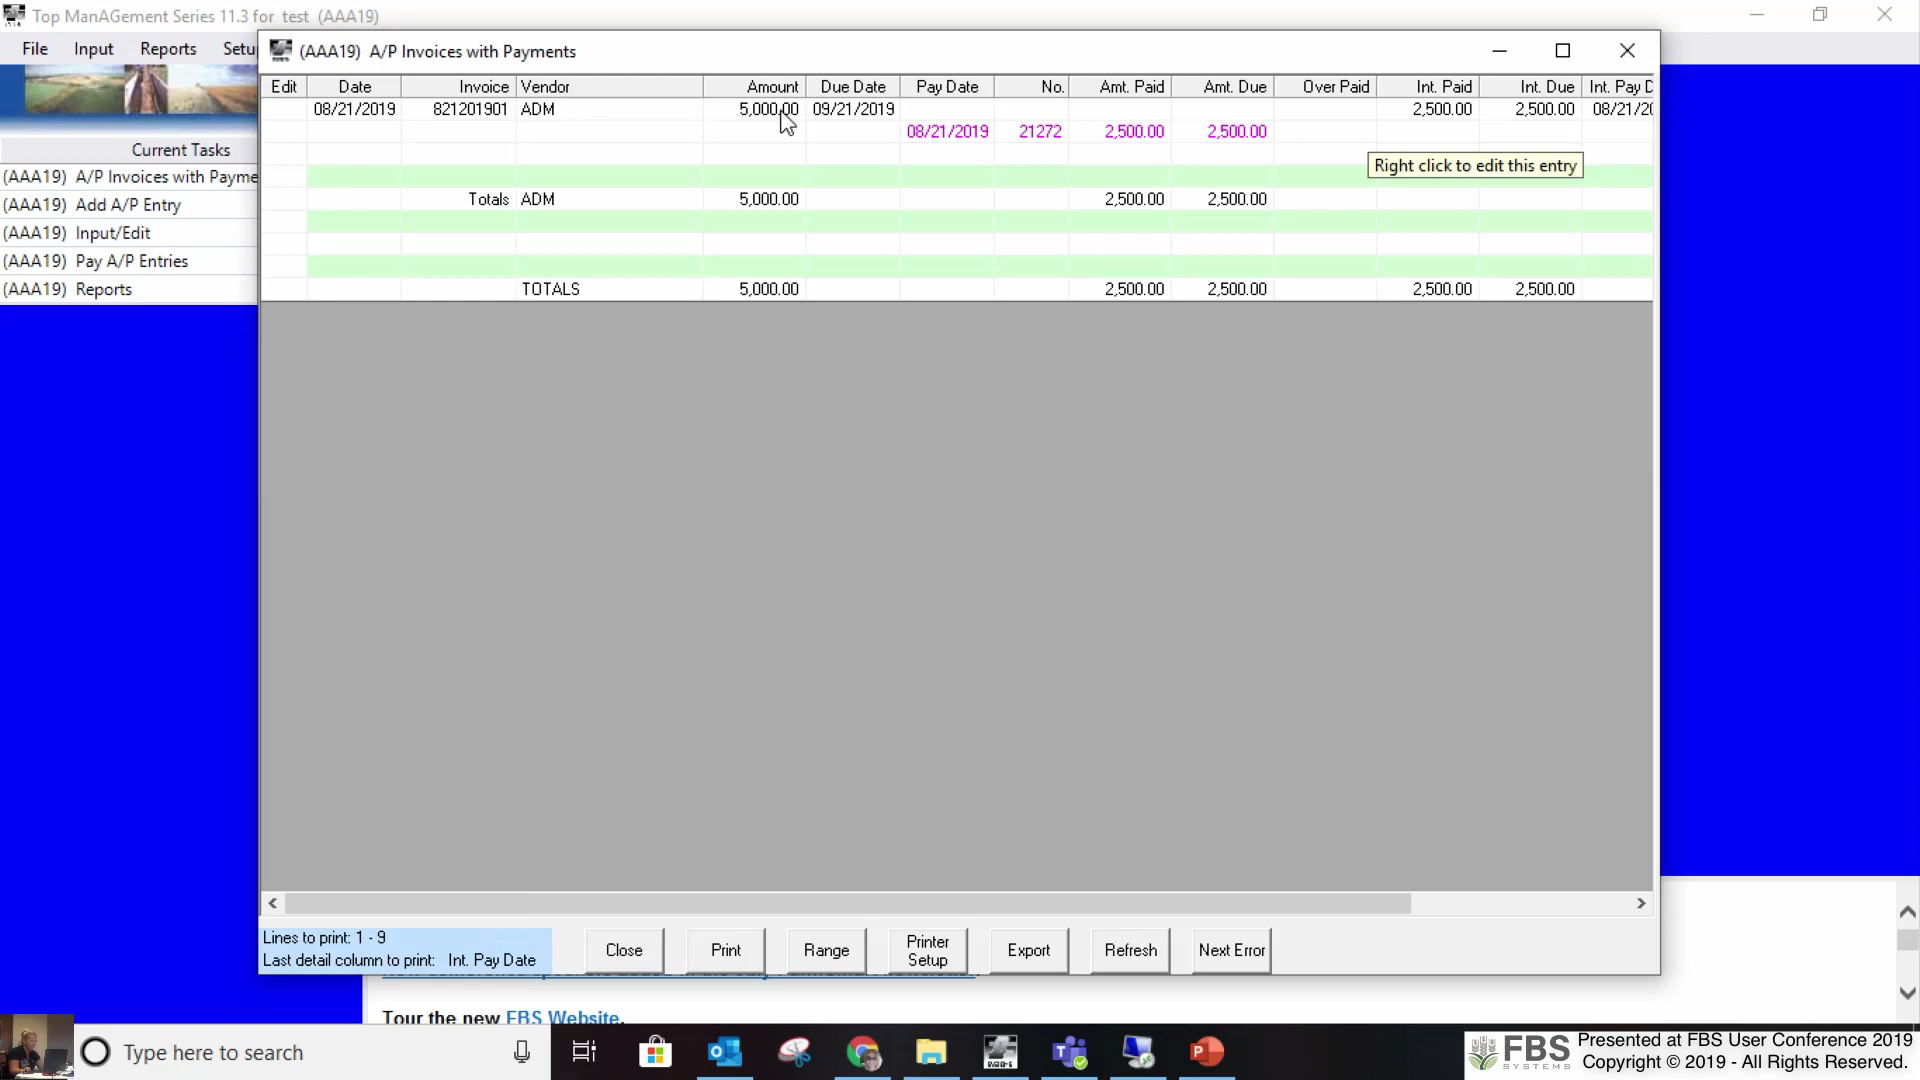 Top ManAGement Series 11.3 for test (AAA19)
File Input Reports Setu
(AAA19) A/P Invoices with Payments
Edit Date Invoice Vendor Amount Due Date Pay Date No. Amt. Paid Amt. Due Over Paid Int. Paid Int. Due Int. Pay D
08/21/2019 821201901 ADM 5,000.00 09/21/2019 2,500.00 2,500.00 08/21/20
08/21/2019 21272 2,500.00 2,500.00
Right click to edit this entry
Totals ADM 5,000.00 2,500.00 2,500.00
TOTALS 5,000.00 2,500.00 2,500.00 2,500.00 2,500.00
Current Tasks
(AAA19) A/P Invoices with Payme
(AAA19) Add A/P Entry
(AAA19) Input/Edit
(AAA19) Pay A/P Entries
(AAA19) Reports
Lines to print: 1 - 9
Last detail column to print: Int. Pay Date
Close Print Range Printer Setup Export Refresh Next Error
Tour the new FBS Website.
Type here to search
FBS SYSTEMS
Presented at FBS User Conference 2019
Copyright © 2019 - All Rights Reserved.